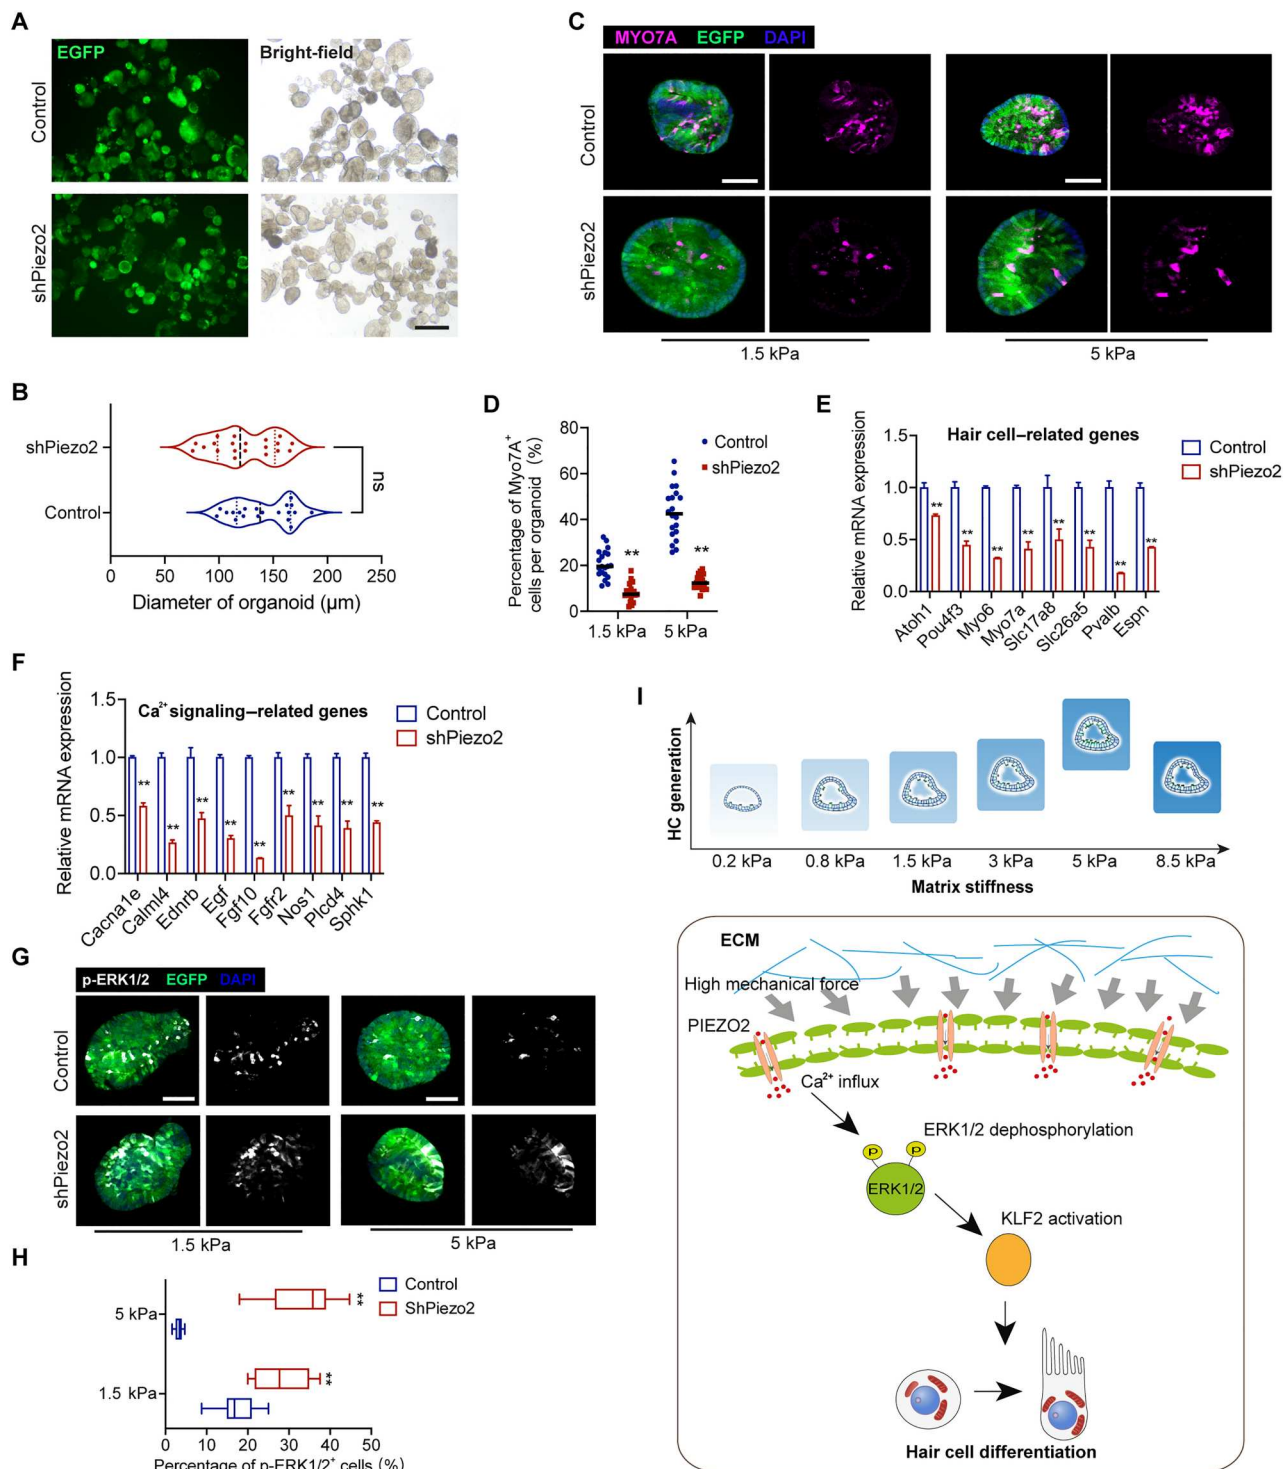 A
EGFP
Bright-field
Control
shPiezo2
B
shPiezo2
Control
ns
0 50 100 150 200 250
Diameter of organoid (μm)
C
MYO7A EGFP DAPI
Control
shPiezo2
1.5 kPa
5 kPa
D
Percentage of Myo7A⁺
cells per organoid (%)
80
60
40
20
0
Control
shPiezo2
**
**
1.5 kPa 5 kPa
E
Relative mRNA expression
Hair cell–related genes
Control
shPiezo2
1.5
1.0
0.5
0.0
** ** ** ** ** ** ** **
Atoh1 Pou4f3 Myo6 Myo7a Slc17a8 Slc26a5 Pvalb Espn
F
Relative mRNA expression
Ca²⁺ signaling–related genes
Control
shPiezo2
1.5
1.0
0.5
0.0
** ** ** ** ** ** ** ** **
Cacna1e Calml4 Ednrb Egf Fgf10 Fgfr2 Nos1 Plcd4 Sphk1
G
p-ERK1/2 EGFP DAPI
Control
shPiezo2
1.5 kPa
5 kPa
H
Control
ShPiezo2
5 kPa
**
1.5 kPa
**
0 10 20 30 40 50
Percentage of p-ERK1/2⁺ cells (%)
I
HC generation
0.2 kPa 0.8 kPa 1.5 kPa 3 kPa 5 kPa 8.5 kPa
Matrix stiffness
ECM
High mechanical force
PIEZO2
Ca²⁺ influx
ERK1/2 dephosphorylation
P P
ERK1/2
KLF2 activation
Hair cell differentiation